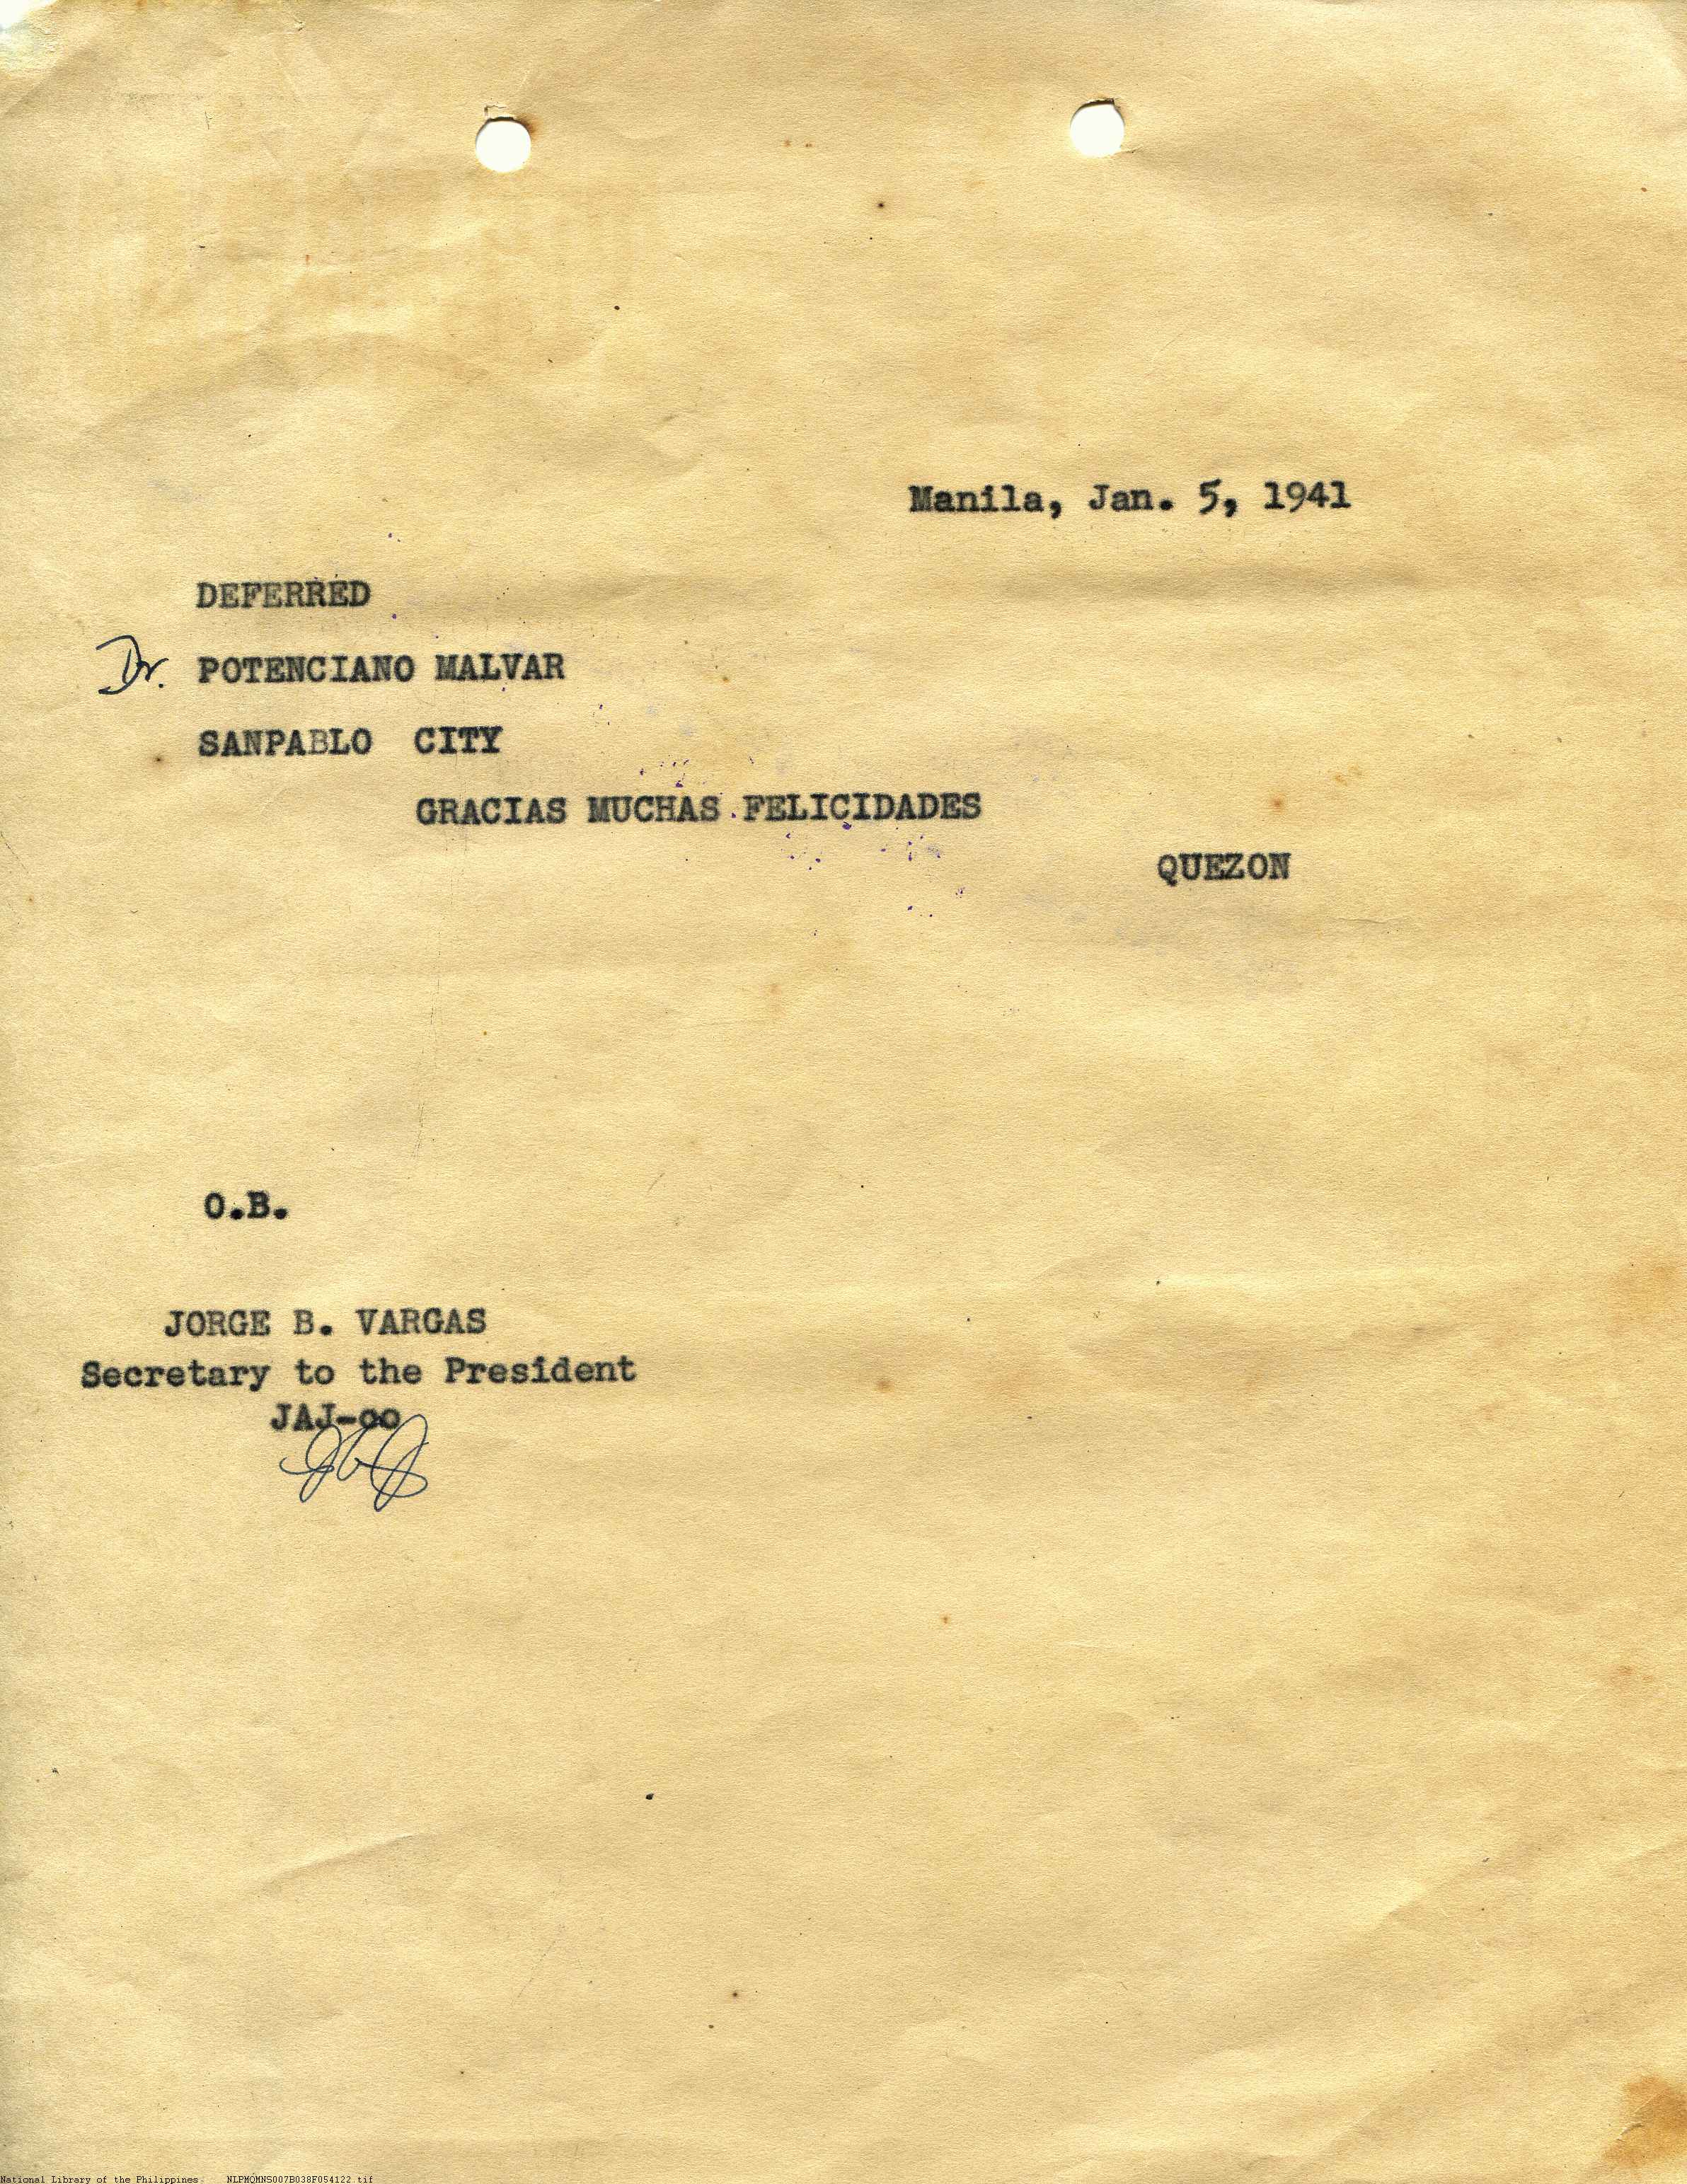 Manila, Jan. 5, 1941
DEFERRED
Dr. POTENCIANO MALVAR
SANPABLO CITY
GRACIAS MUCHAS FELICIDADES
QUEZON
O.B.
JORGE B. VARGAS
Secretary to the President
JAJ-oo
National Library of the Philippines NLPMQMNS007B038F054122.tif